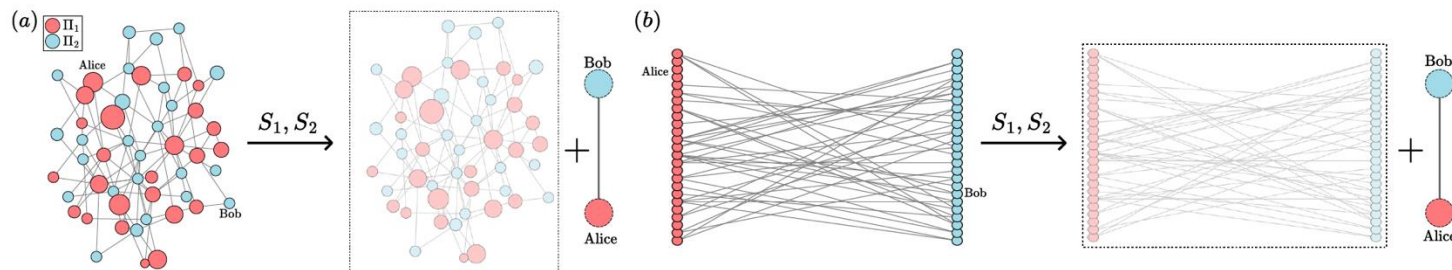 (a)
Π₁
Π₂
Alice
Bob
S₁, S₂
+
Bob
Alice
(b)
Alice
Bob
S₁, S₂
+
Bob
Alice